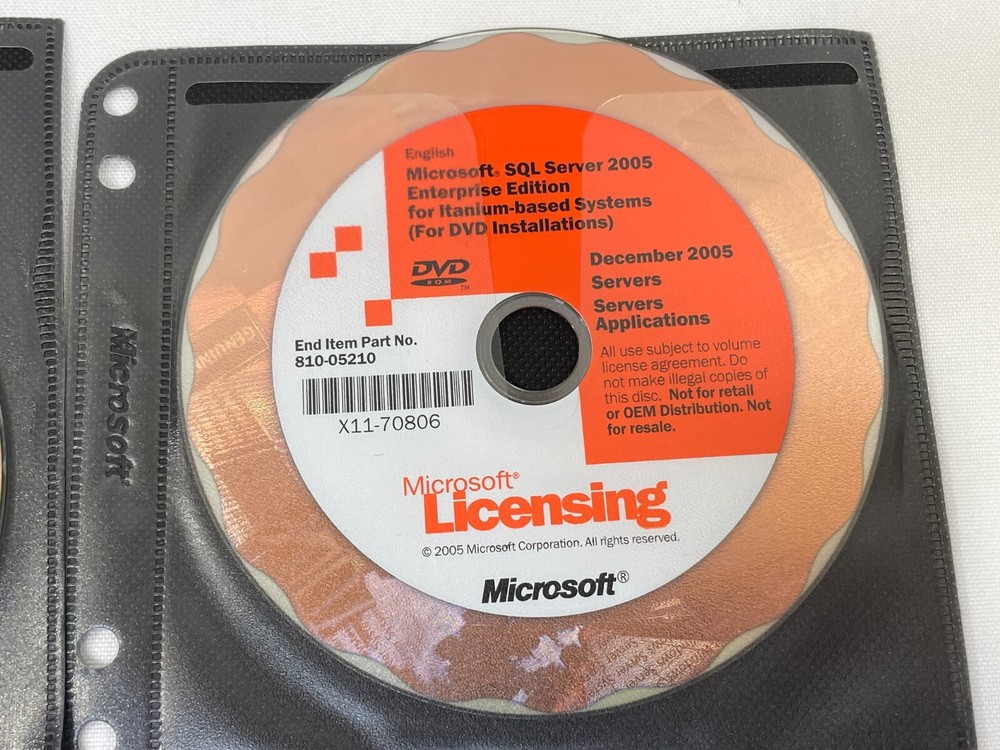 English
Microsoft® SQL Server 2005
Enterprise Edition
for Itanium-based Systems
(For DVD Installations)
DVD
ROM
TM
December 2005
Servers
Servers
Applications
All use subject to volume
license agreement. Do
not make illegal copies of
this disc. Not for retail
or OEM Distribution. Not
for resale.
End Item Part No.
810-05210
X11-70806
Microsoft®
Licensing
© 2005 Microsoft Corporation. All rights reserved.
Microsoft®
Microsoft
GENUINE